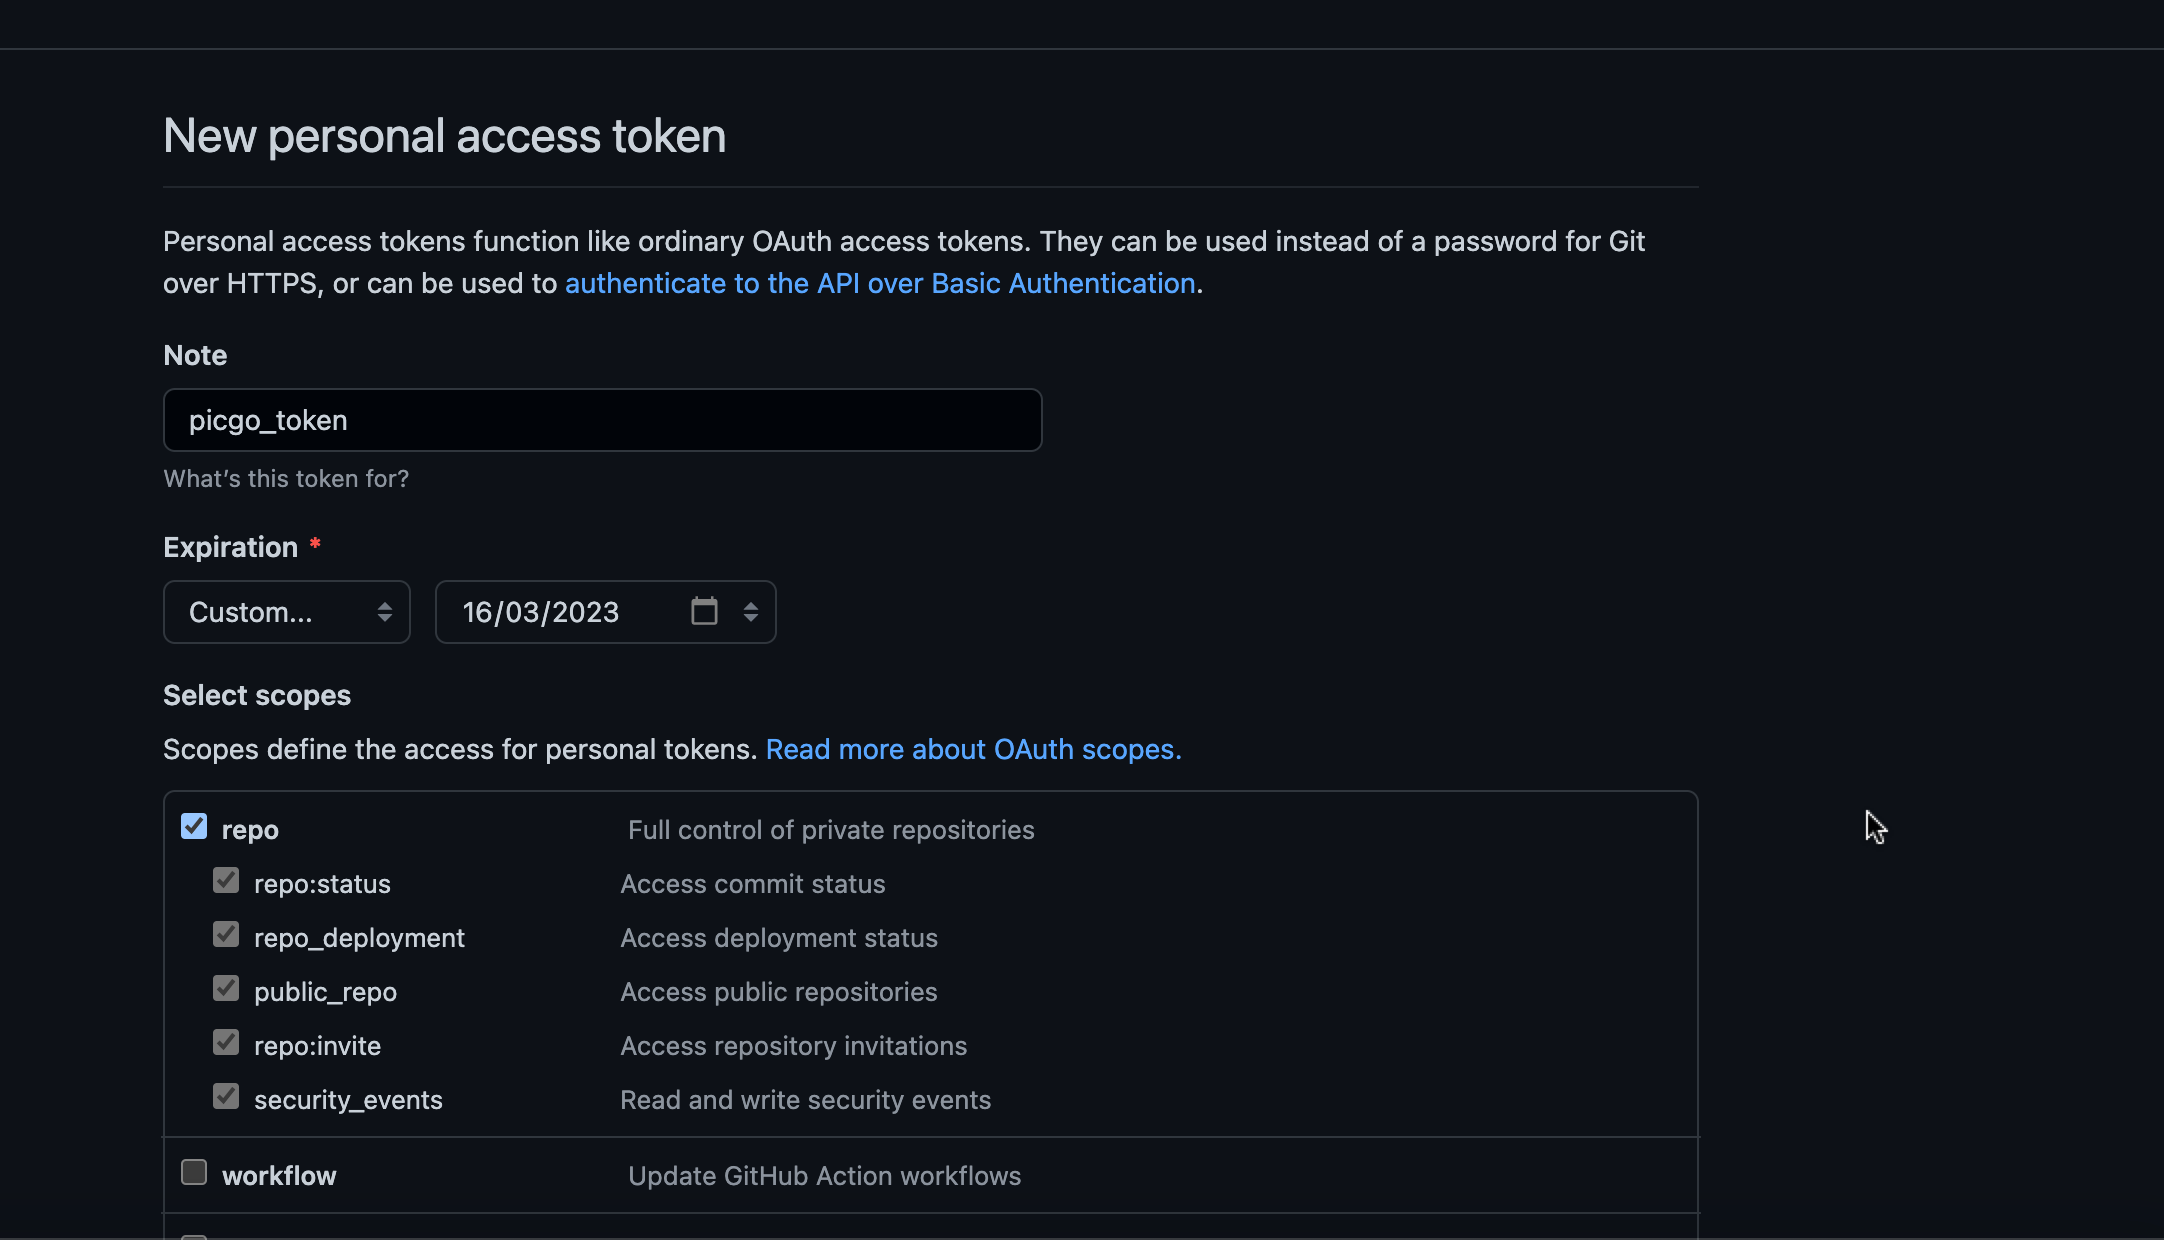 New personal access token
Personal access tokens function like ordinary OAuth access tokens. They can be used instead of a password for Git
over HTTPS, or can be used to authenticate to the API over Basic Authentication.
Note
picgo_token
What's this token for?
Expiration *
Custom... 16/03/2023
Select scopes
Scopes define the access for personal tokens. Read more about OAuth scopes.
repo Full control of private repositories
repo:status Access commit status
repo_deployment Access deployment status
public_repo Access public repositories
repo:invite Access repository invitations
security_events Read and write security events
workflow Update GitHub Action workflows